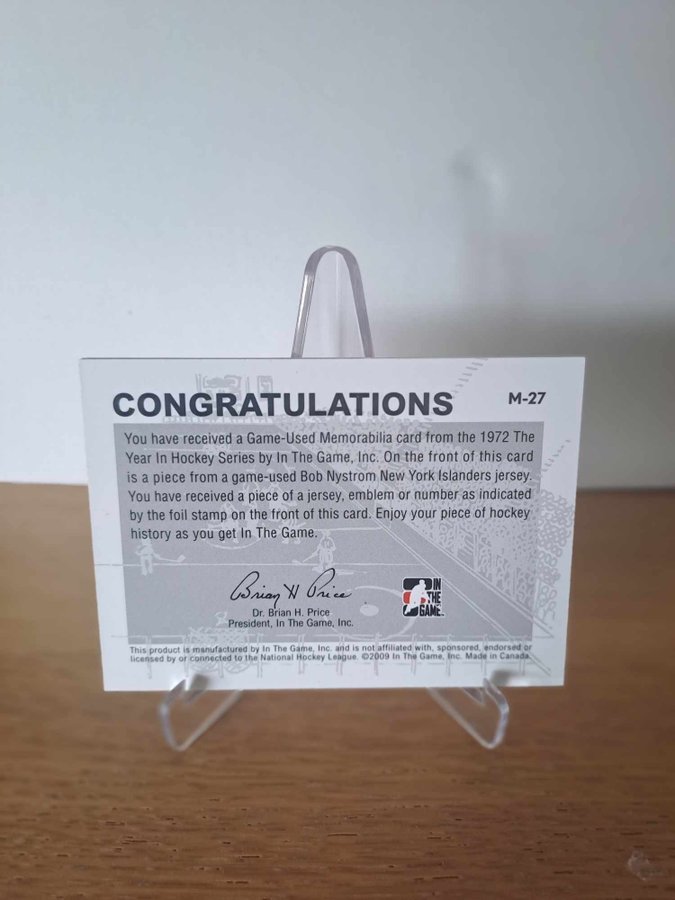 CONGRATULATIONS
M-27
You have received a Game-Used Memorabilia card from the 1972 The
Year In Hockey Series by In The Game, Inc. On the front of this card
is a piece from a game-used Bob Nystrom New York Islanders jersey.
You have received a piece of a jersey, emblem or number as indicated
by the foil stamp on the front of this card. Enjoy your piece of hockey
history as you get In The Game.
Brian H Price
Dr. Brian H. Price
President, In The Game, Inc.
IN
THE
GAME
This product is manufactured by In The Game, Inc. and is not affiliated with, sponsored, endorsed or
licensed by or connected to the National Hockey League. ©2009 In The Game, Inc. Made in Canada.